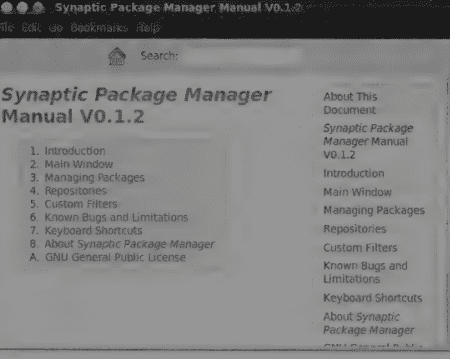 Synaptic Package Manager Manual V0.1.2
File Edit Go Bookmarks Help
Search:
Synaptic Package Manager
Manual V0.1.2
1. Introduction
2. Main Window
3. Managing Packages
4. Repositories
5. Custom Filters
6. Known Bugs and Limitations
7. Keyboard Shortcuts
8. About Synaptic Package Manager
A. GNU General Public License
About This
Document
Synaptic Package
Manager Manual
V0.1.2
Introduction
Main Window
Managing Packages
Repositories
Custom Filters
Known Bugs and
Limitations
Keyboard Shortcuts
About Synaptic
Package Manager
GNU General Public